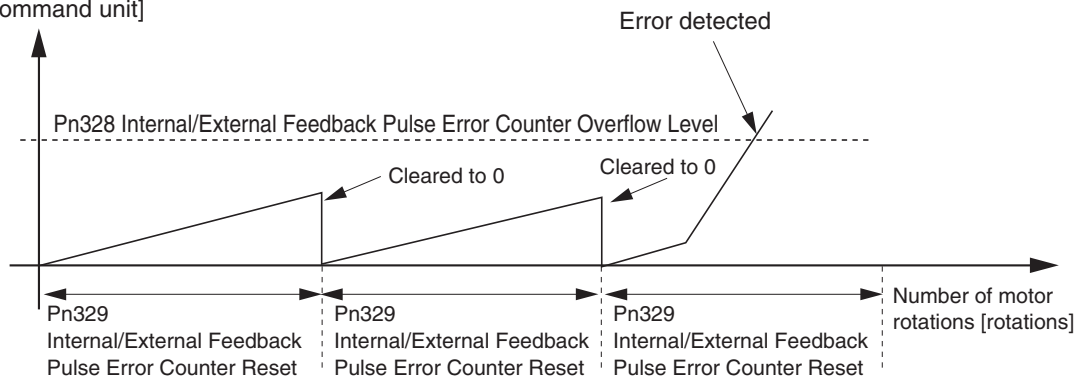 ommand unit]
Error detected
Pn328 Internal/External Feedback Pulse Error Counter Overflow Level
Cleared to 0
Cleared to 0
Number of motor
rotations [rotations]
Pn329
Internal/External Feedback
Pulse Error Counter Reset
Pn329
Internal/External Feedback
Pulse Error Counter Reset
Pn329
Internal/External Feedback
Pulse Error Counter Reset